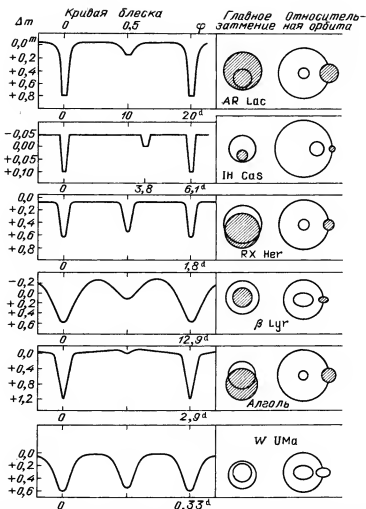 Δm Кривая блеска Главное Относитель-
0 0,5 φ затмение ная орбита
0,0ᵐ
+0,2
+0,4
+0,6
+0,8
AR Lac
0 10 20ᵈ
-0,05
0,00
+0,05
+0,10
0 3,8 6,1ᵈ
IH Cas
0,0
+0,2
+0,4
+0,6
+0,8
RX Her
0 1,8ᵈ
-0,2
0,0
+0,2
+0,4
+0,6
β Lyr
0 12,9ᵈ
0,0
+0,4
+0,8
+1,2
Алголь
0 2,9ᵈ
W UMa
0,0
+0,2
+0,4
+0,6
0 0,33ᵈ